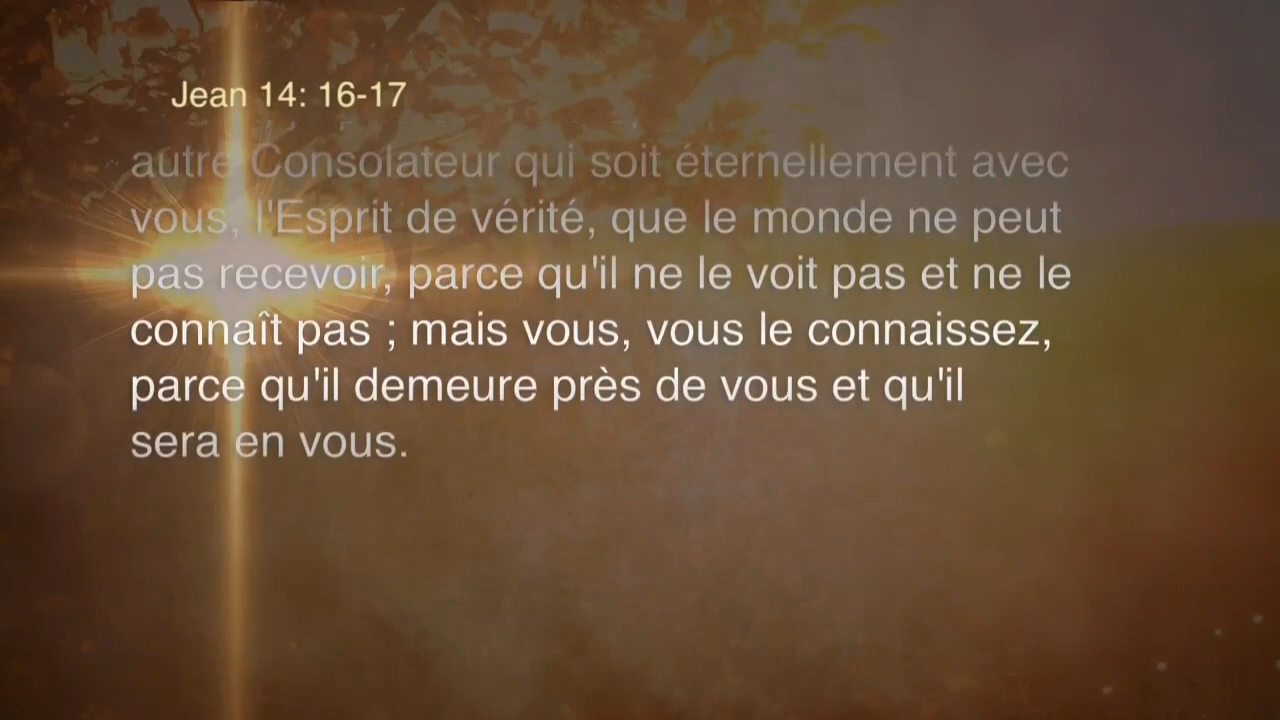 Jean 14: 16-17
autre Consolateur qui soit éternellement avec
vous, l'Esprit de vérité, que le monde ne peut
pas recevoir, parce qu'il ne le voit pas et ne le
connaît pas ; mais vous, vous le connaissez,
parce qu'il demeure près de vous et qu'il
sera en vous.